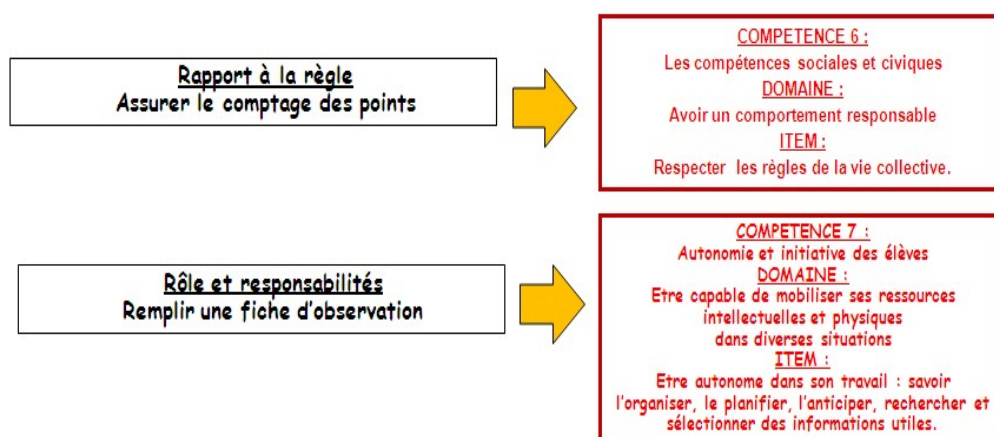 Rapport à la règle
Assurer le comptage des points
COMPETENCE 6 :
Les compétences sociales et civiques
DOMAINE :
Avoir un comportement responsable
ITEM :
Respecter les règles de la vie collective.
Rôle et responsabilités
Remplir une fiche d'observation
COMPETENCE 7 :
Autonomie et initiative des élèves
DOMAINE :
Etre capable de mobiliser ses ressources
intellectuelles et physiques
dans diverses situations
ITEM :
Etre autonome dans son travail : savoir
l'organiser, le planifier, l'anticiper, rechercher et
sélectionner des informations utiles.